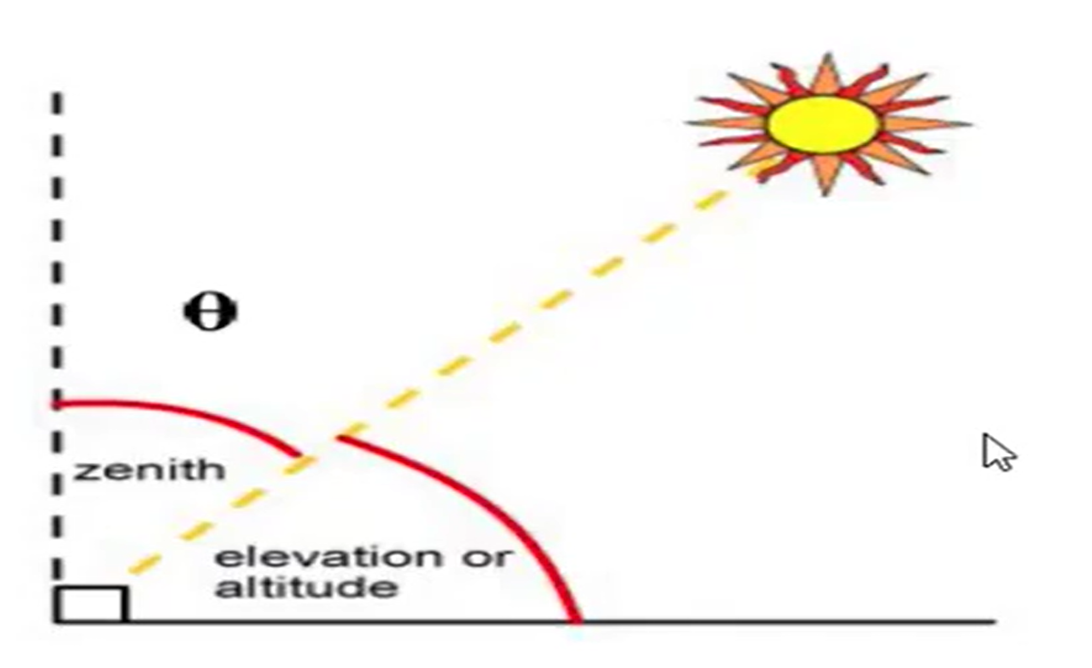 θ
zenith
elevation or
altitude